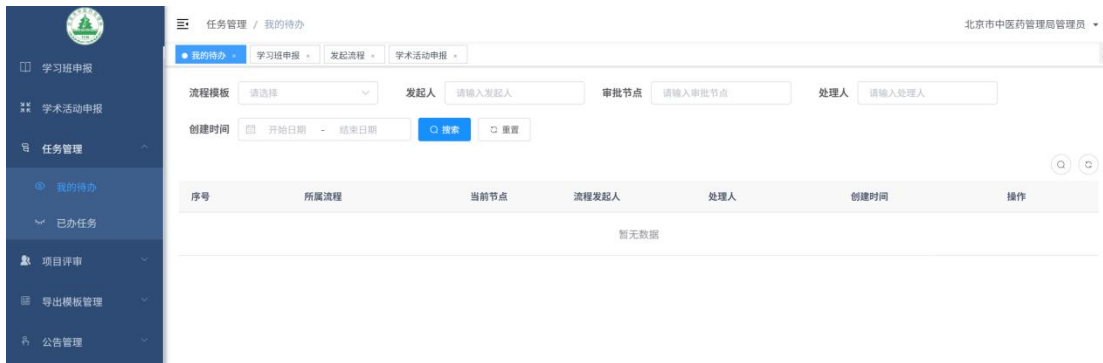 任务管理 / 我的待办
北京市中医药管理局管理员
我的待办
学习班申报
发起流程
学术活动申报
学习班申报
学术活动申报
任务管理
我的待办
已办任务
项目评审
导出模板管理
公告管理
流程模板 请选择
发起人 请输入发起人
审批节点 请输入审批节点
处理人 请输入处理人
创建时间 开始日期 - 结束日期
搜索
重置
序号 所属流程 当前节点 流程发起人 处理人 创建时间 操作
暂无数据